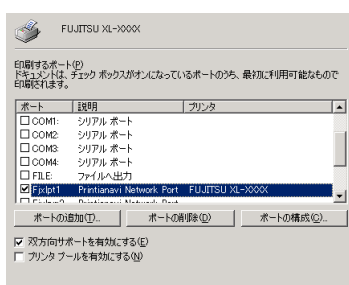 FUJITSU XL-XXXX
印刷するポート(P)
ドキュメントは、チェック ボックスがオンになっているポートのうち、最初に利用可能なもので
印刷されます。
ポート 説明 プリンタ
COM1: シリアル ポート
COM2: シリアル ポート
COM3: シリアル ポート
COM4: シリアル ポート
FILE: ファイルへ出力
Fjxlpt1 Printianavi Network Port FUJITSU XL-XXXX
ポートの追加(T)... ポートの削除(D) ポートの構成(C)...
双方向サポートを有効にする(E)
プリンタ プールを有効にする(N)